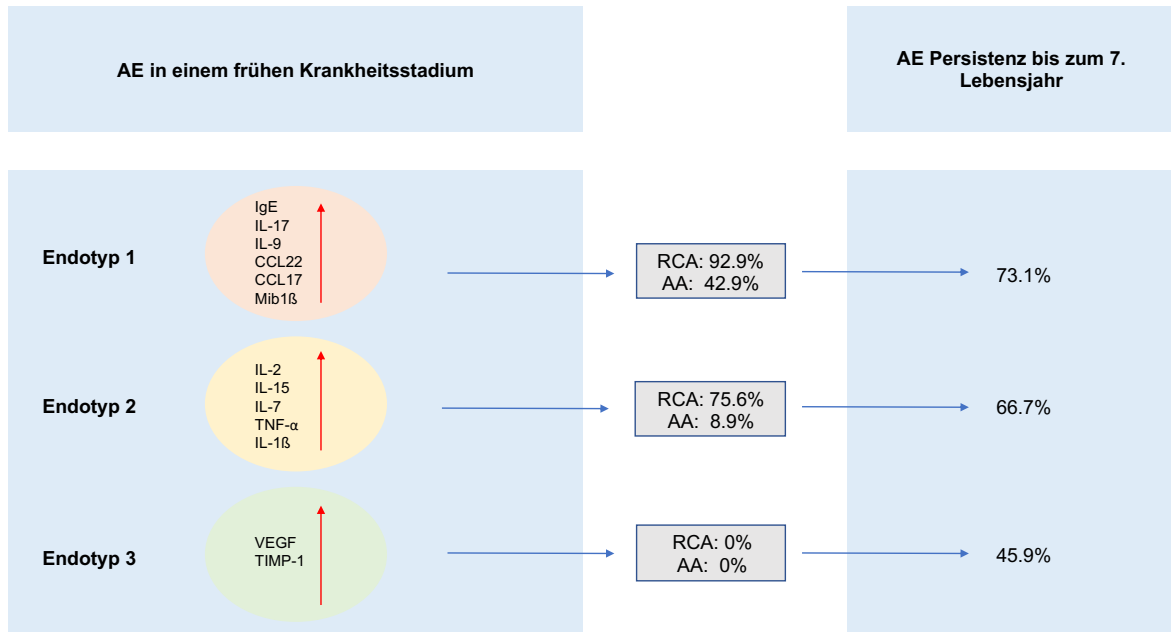 AE in einem frühen Krankheitsstadium
AE Persistenz bis zum 7.
Lebensjahr
Endotyp 1
IgE
IL-17
IL-9
CCL22
CCL17
Mib1ß
RCA: 92.9%
AA: 42.9%
73.1%
Endotyp 2
IL-2
IL-15
IL-7
TNF-α
IL-1ß
RCA: 75.6%
AA: 8.9%
66.7%
Endotyp 3
VEGF
TIMP-1
RCA: 0%
AA: 0%
45.9%